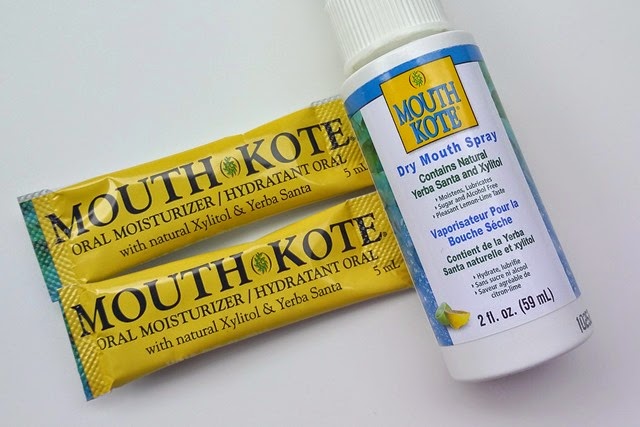 MOUTH KOTE
ORAL MOISTURIZER / HYDRATANT ORAL
5 mL
with natural Xylitol & Yerba Santa
MOUTH KOTE®
ORAL MOISTURIZER / HYDRATANT ORAL
5 mL
with natural Xylitol & Yerba Santa
MOUTH
KOTE®
Dry Mouth Spray
Contains Natural
Yerba Santa and Xylitol
• Moistens, Lubricates
• Sugar and Alcohol Free
• Pleasant Lemon-Lime Taste
Vaporisateur Pour la
Bouche Séche
Contient de la Yerba
Santa naturelle et xylitol
• Hydrate, lubrifie
• Sans sucre ni alcool
• Saveur agréable de
citron-lime
2 fl. oz. (59 mL)